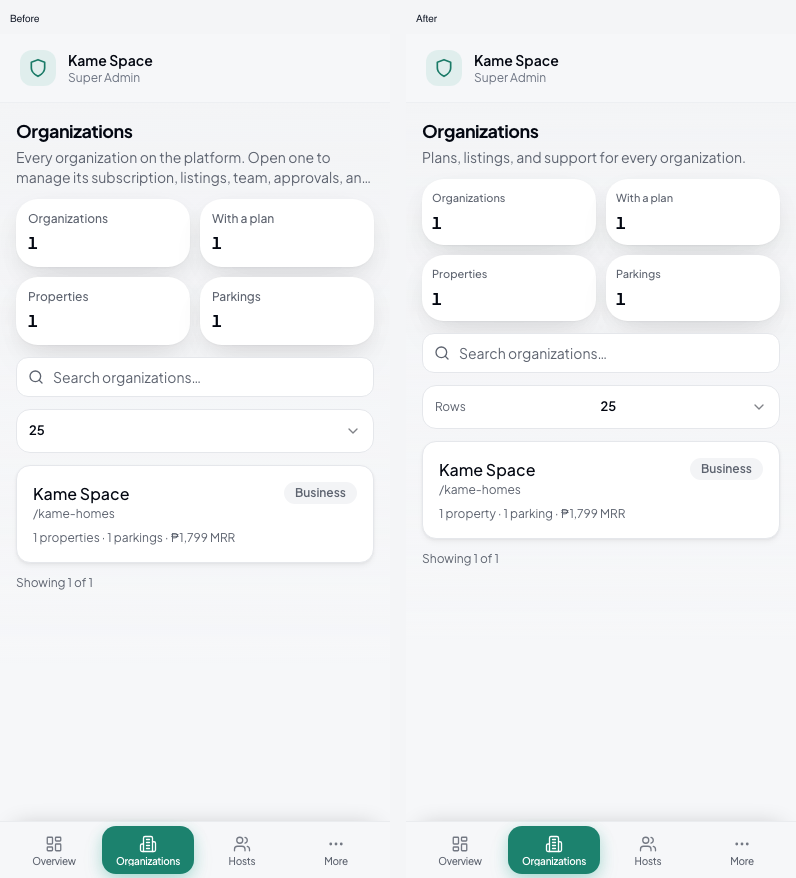 Before
Kame Space
Super Admin
Organizations
Every organization on the platform. Open one to
manage its subscription, listings, team, approvals, an...
Organizations
1
With a plan
1
Properties
1
Parkings
1
Search organizations...
25
Kame Space
Business
/kame-homes
1 properties · 1 parkings · ₱1,799 MRR
Showing 1 of 1
Overview
Organizations
Hosts
More
After
Kame Space
Super Admin
Organizations
Plans, listings, and support for every organization.
Organizations
1
With a plan
1
Properties
1
Parkings
1
Search organizations...
Rows
25
Kame Space
Business
/kame-homes
1 property · 1 parking · ₱1,799 MRR
Showing 1 of 1
Overview
Organizations
Hosts
More